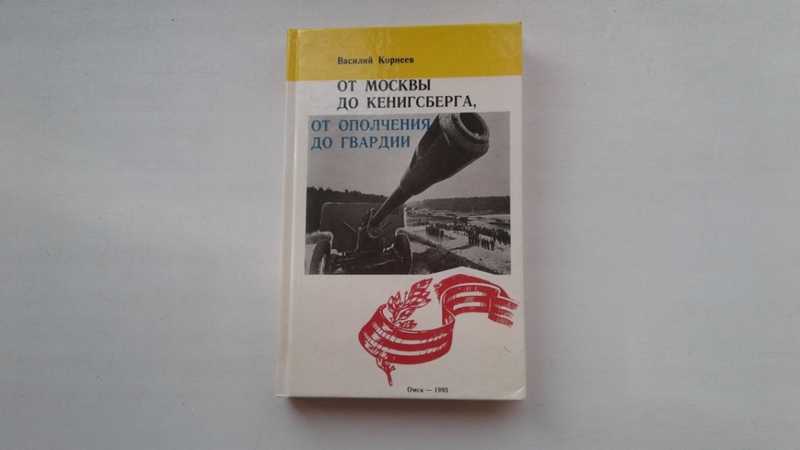 Василий Корнеев
ОТ МОСКВЫ
ДО КЕНИГСБЕРГА,
ОТ ОПОЛЧЕНИЯ
ДО ГВАРДИИ
Омск — 1995